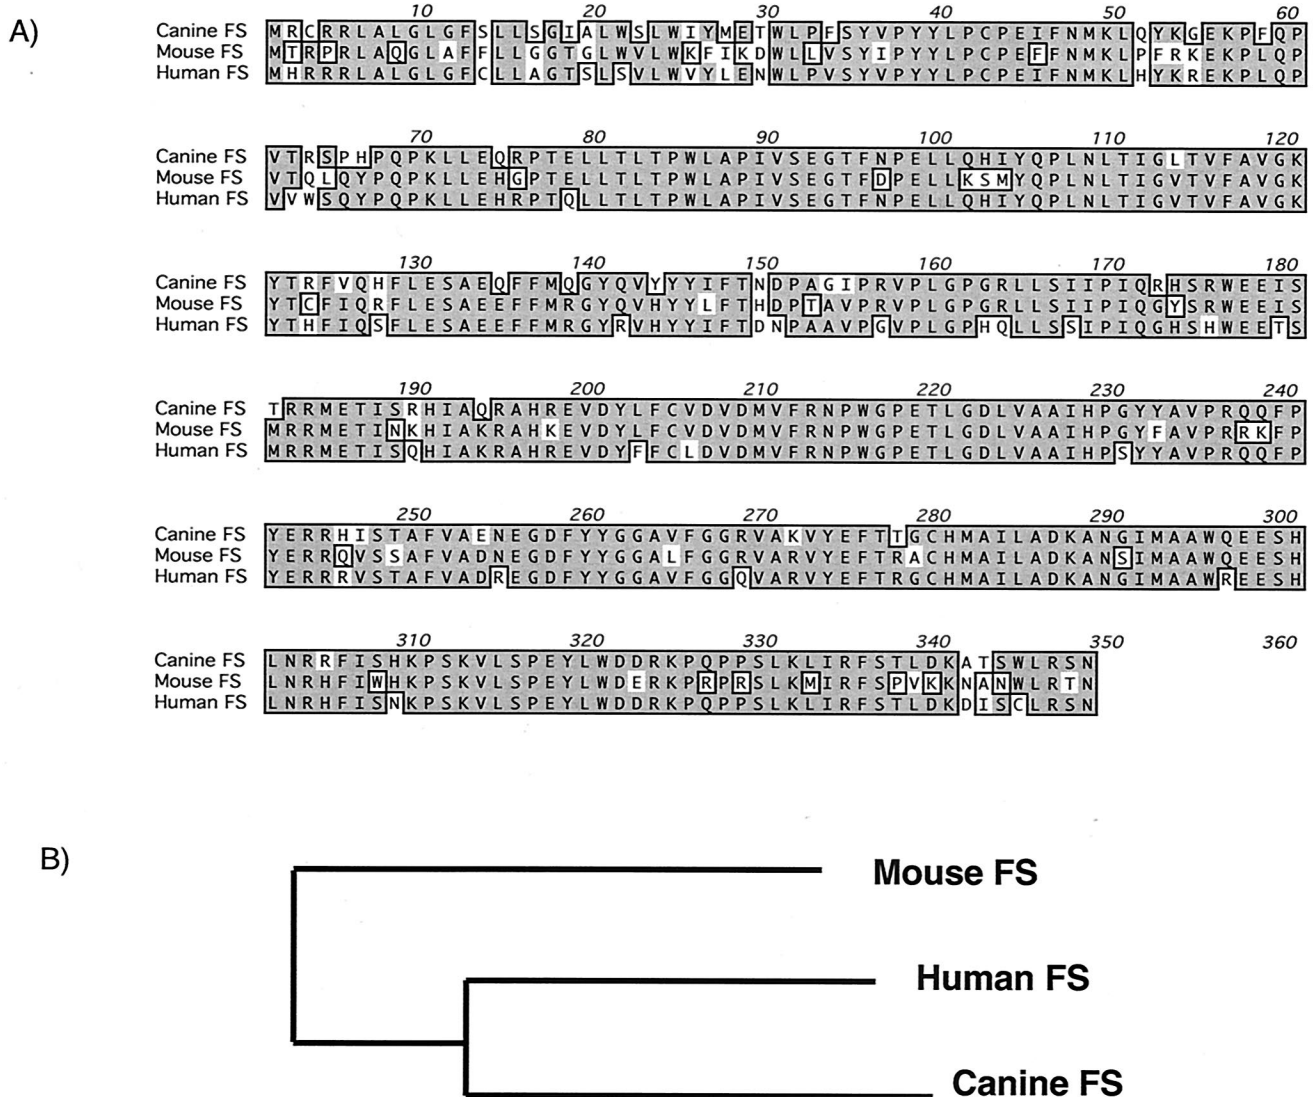 A)
10 20 30 40 50 60
Canine FS MRCRRLALGLGFSLLSGIALWSLWIYMETWLPFSYVPYYLPCPEIFNMKLQYKGEKPFQP
Mouse FS MTRPRLAQGLAFFLLGGTGLWVLWKFIKDWLLVSYIPYYLPCPEFFNMKLPFRKEKPLQP
Human FS MHRRRLALGLGFCLLAGTSLSVLWVYLENWLPVSYVPYYLPCPEIFNMKLHYKREKPLQP
70 80 90 100 110 120
Canine FS VTRSPHPQPKLLEQRPTELLTLTPWLAPIVSEGTFNPELLQHIYQPLNLTIGLTVFAVGK
Mouse FS VTQLQYPQPKLLEHGPTELLTLTPWLAPIVSEGTFDPELLKSMYQPLNLTIGVTVFAVGK
Human FS VVWSQYPQPKLLEHRPTQLLTLTPWLAPIVSEGTFNPELLQHIYQPLNLTIGVTVFAVGK
130 140 150 160 170 180
Canine FS YTRFVQHFLESAEQFFMQGYQVYYYIFTNDPAGIPRVPLGPGRLLSIIPIQRHSRWEEIS
Mouse FS YTCFIQRFLESAEEFFMRGYQVHYYLFTHDPTAVPRVPLGPGRLLSIIPIQGYSRWEEIS
Human FS YTHFIQSFLESAEEFFMRGYRVHYYIFTDNPAAVPGVPLGPHQLLSSIPIQGHSHWEETS
190 200 210 220 230 240
Canine FS TRRMETISRHIAQRAHREVDYLFCVDVDMVFRNPWGPETLGDLVAAIHPGYYAVPRQQFP
Mouse FS MRRMETINKHIAKRAHKEVDYLFCVDVDMVFRNPWGPETLGDLVAAIHPGYFAVPRRKFP
Human FS MRRMETISQHIAKRAHREVDYFFCLDVDMVFRNPWGPETLGDLVAAIHPSYYAVPRQQFP
250 260 270 280 290 300
Canine FS YERRHISTAFVAENEGDFYYGGAVFGGRVAKVYEFTTGCHMAILADKANGIMAAWQEESH
Mouse FS YERRQVSSAFVADNEGDFYYGGALFGGRVARVYEFTRACHMAILADKANSIMAAWQEESH
Human FS YERRRVSTAFVADREGDFYYGGAVFGGQVARVYEFTRGCHMAILADKANGIMAAWREESH
310 320 330 340 350 360
Canine FS LNRRFISHKPSKVLSPEYLWDDRKPQPPSLKLIRFSTLDKATSWLRSN
Mouse FS LNRHFIWHKPSKVLSPEYLWDERKPRPRSLKMIRFSPVKKNANWLRTN
Human FS LNRHFISNKPSKVLSPEYLWDDRKPQPPSLKLIRFSTLDKDISCLRSN
B)
Mouse FS
Human FS
Canine FS